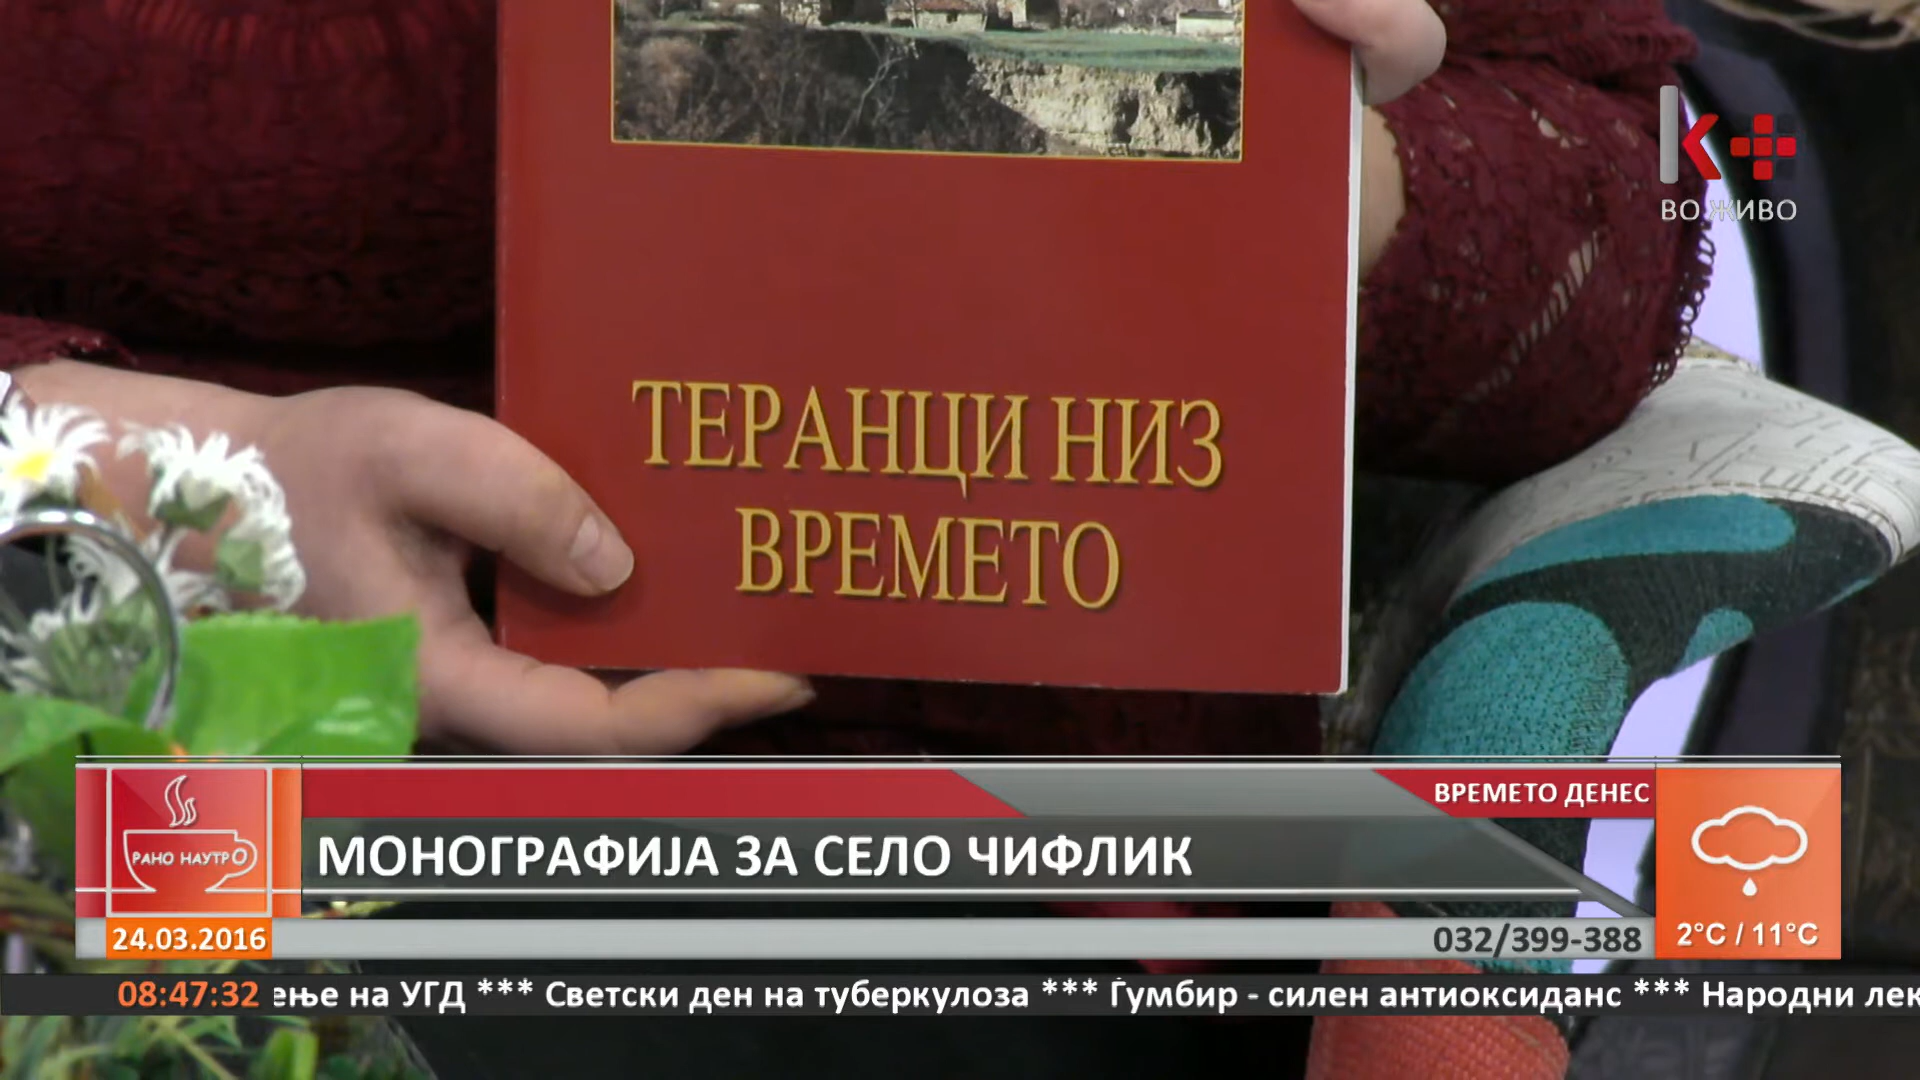 K+
ВО ЖИВО
ТЕРАНЦИ НИЗ
ВРЕМЕТО
ВРЕМЕТО ДЕНЕС
РАНО НАУТРО
МОНОГРАФИЈА ЗА СЕЛО ЧИФЛИК
24.03.2016
032/399-388
2°C / 11°C
08:47:32 ење на УГД *** Светски ден на туберкулоза *** Ѓумбир - силен антиоксиданс *** Народни лек